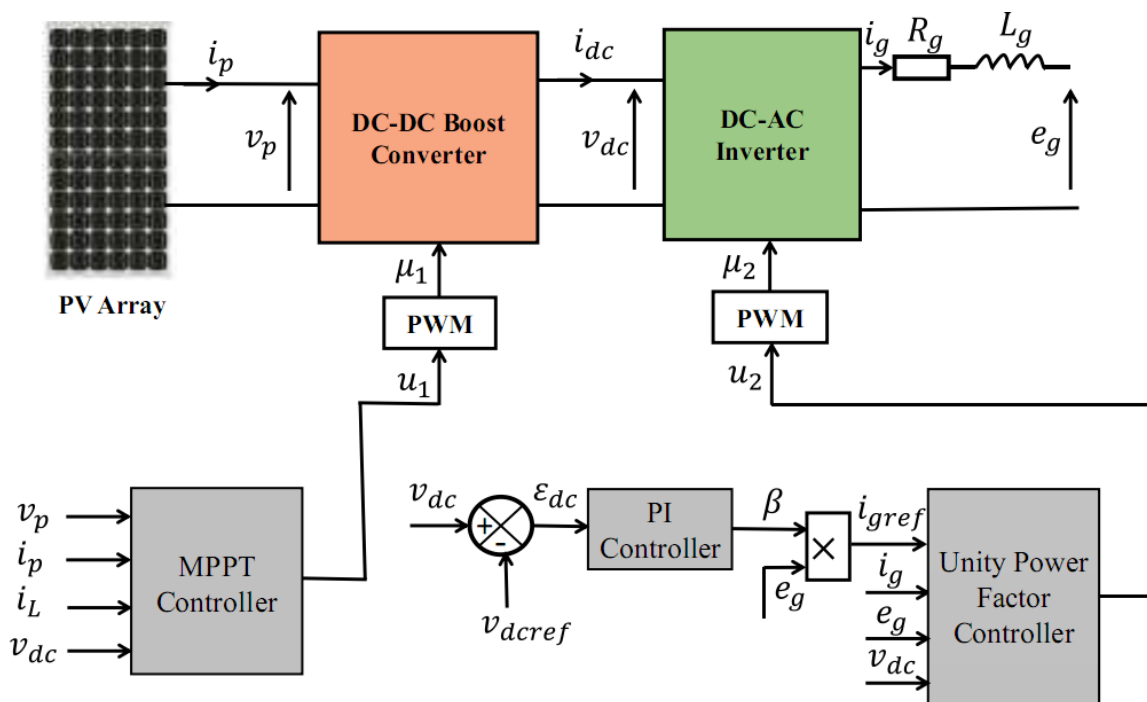 i_p
i_dc
i_g
R_g
L_g
v_p
DC-DC Boost
Converter
v_dc
DC-AC
Inverter
e_g
PV Array
μ_1
μ_2
PWM
PWM
u_1
u_2
v_p
i_p
i_L
v_dc
MPPT
Controller
v_dc
+
-
ε_dc
v_dcref
PI
Controller
β
×
e_g
i_gref
i_g
e_g
v_dc
Unity Power
Factor
Controller